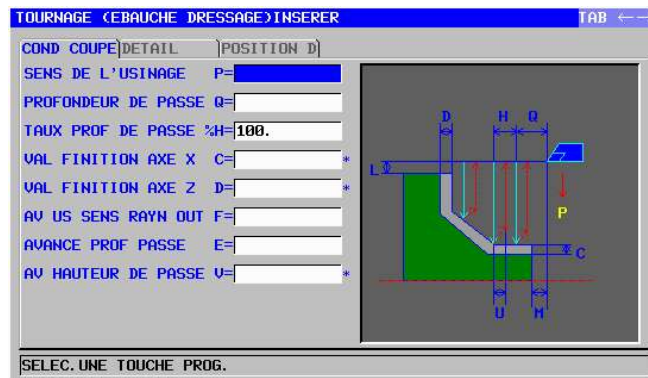 TOURNAGE (EBAUCHE DRESSAGE)INSERER TAB ←→
COND COUPE DETAIL POSITION D
SENS DE L'USINAGE P=
PROFONDEUR DE PASSE Q=
TAUX PROF DE PASSE %H=100.
VAL FINITION AXE X C= *
VAL FINITION AXE Z D= *
AV US SENS RAYN OUT F=
AVANCE PROF PASSE E=
AV HAUTEUR DE PASSE V= *
D H Q
L
P
C
U M
SELEC.UNE TOUCHE PROG.